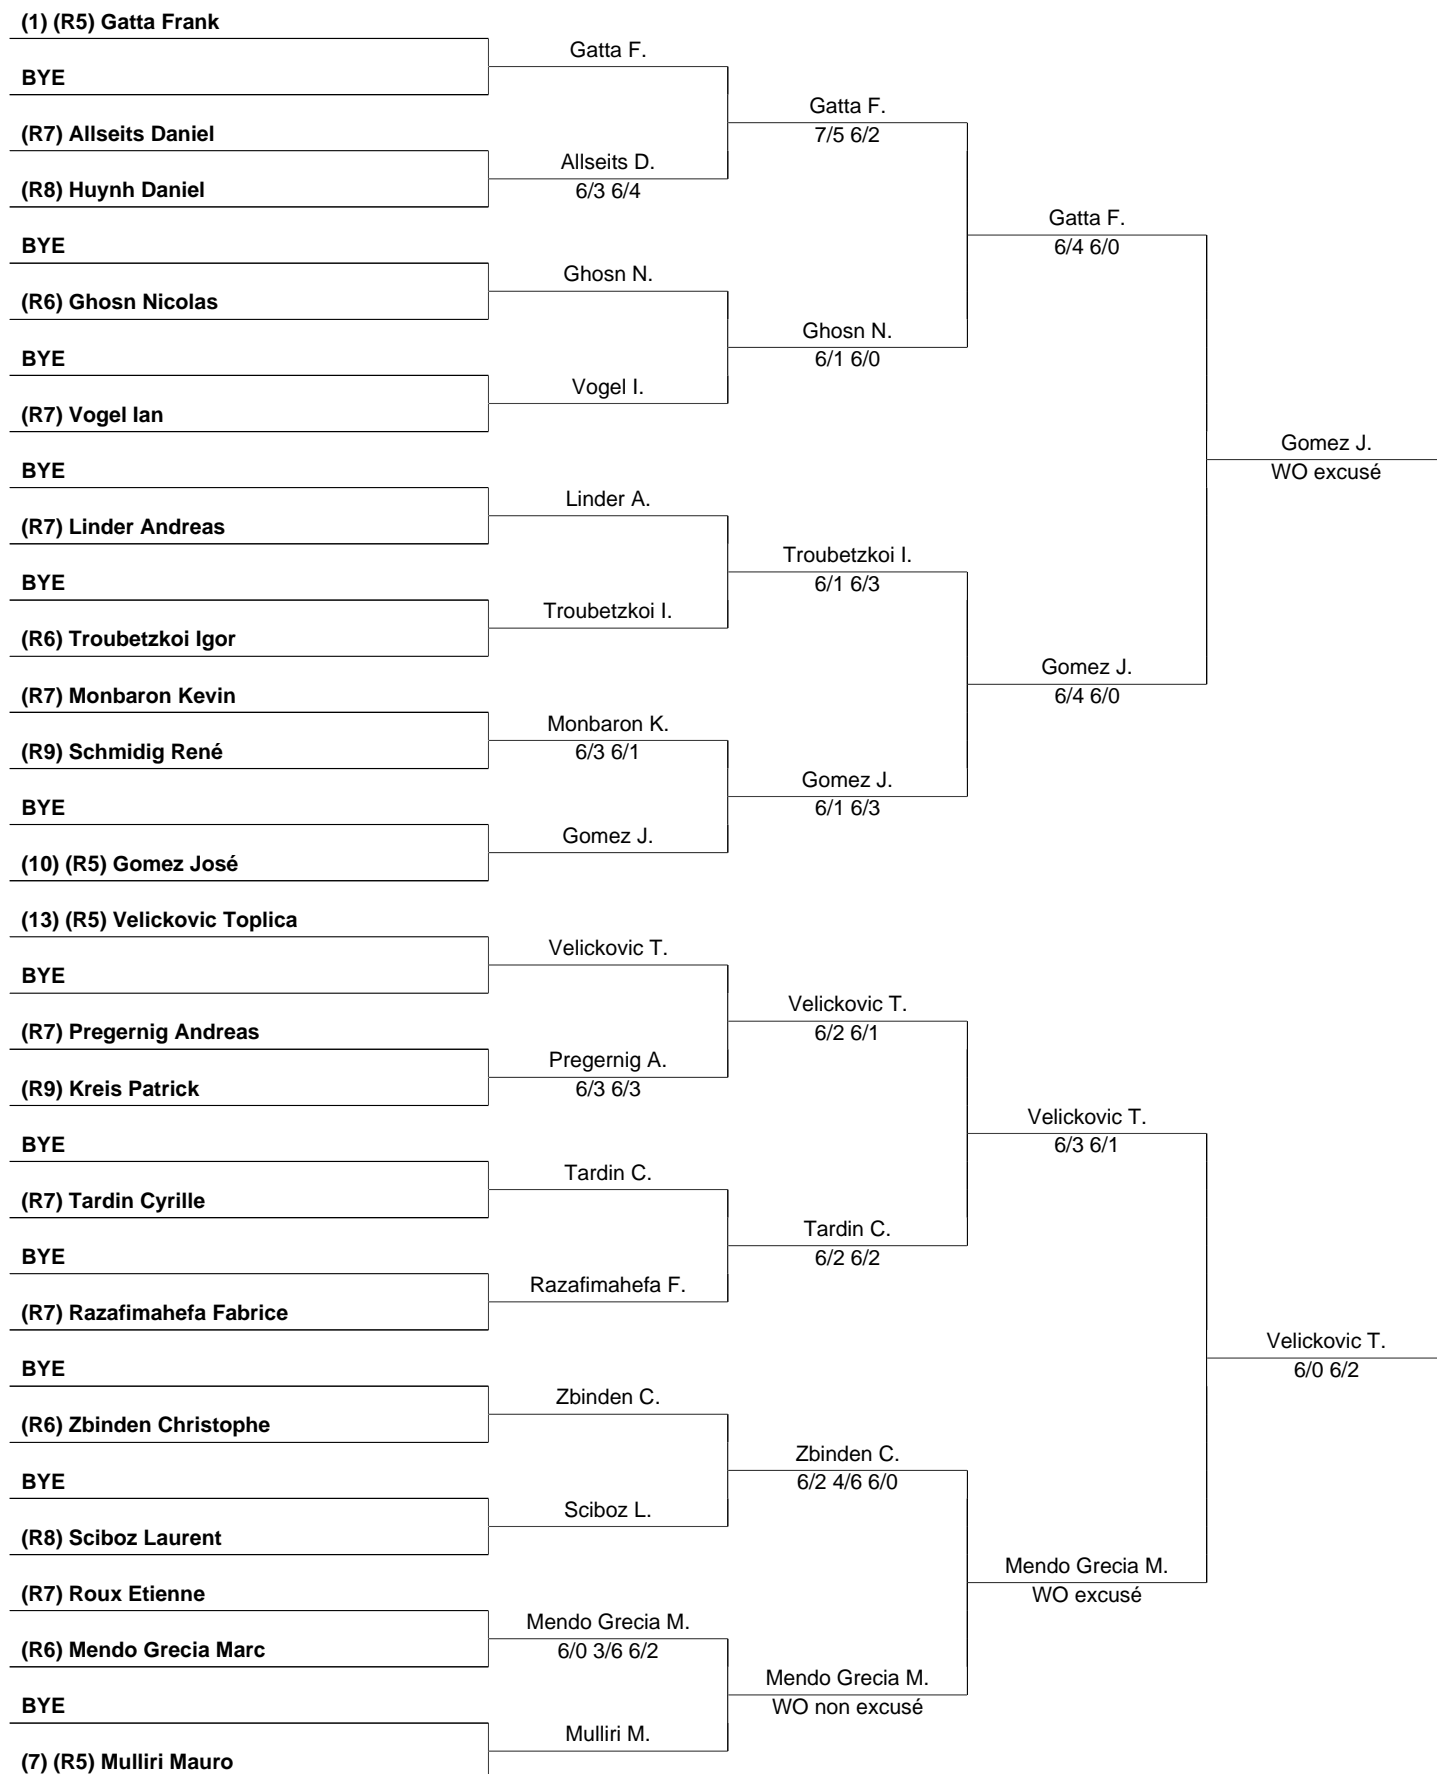 (1) (R5) Gatta Frank
BYE
(R7) Allseits Daniel
(R8) Huynh Daniel
BYE
(R6) Ghosn Nicolas
BYE
(R7) Vogel Ian
BYE
(R7) Linder Andreas
BYE
(R6) Troubetzkoi Igor
(R7) Monbaron Kevin
(R9) Schmidig René
BYE
(10) (R5) Gomez José
(13) (R5) Velickovic Toplica
BYE
(R7) Pregernig Andreas
(R9) Kreis Patrick
BYE
(R7) Tardin Cyrille
BYE
(R7) Razafimahefa Fabrice
BYE
(R6) Zbinden Christophe
BYE
(R8) Sciboz Laurent
(R7) Roux Etienne
(R6) Mendo Grecia Marc
BYE
(7) (R5) Mulliri Mauro
Gatta F.
Allseits D.
6/3 6/4
Ghosn N.
Vogel I.
Linder A.
Troubetzkoi I.
Monbaron K.
6/3 6/1
Gomez J.
Velickovic T.
Pregernig A.
6/3 6/3
Tardin C.
Razafimahefa F.
Zbinden C.
Sciboz L.
Mendo Grecia M.
6/0 3/6 6/2
Mulliri M.
Gatta F.
7/5 6/2
Ghosn N.
6/1 6/0
Troubetzkoi I.
6/1 6/3
Gomez J.
6/1 6/3
Velickovic T.
6/2 6/1
Tardin C.
6/2 6/2
Zbinden C.
6/2 4/6 6/0
Mendo Grecia M.
WO non excusé
Gatta F.
6/4 6/0
Gomez J.
6/4 6/0
Velickovic T.
6/3 6/1
Mendo Grecia M.
WO excusé
Gomez J.
WO excusé
Velickovic T.
6/0 6/2